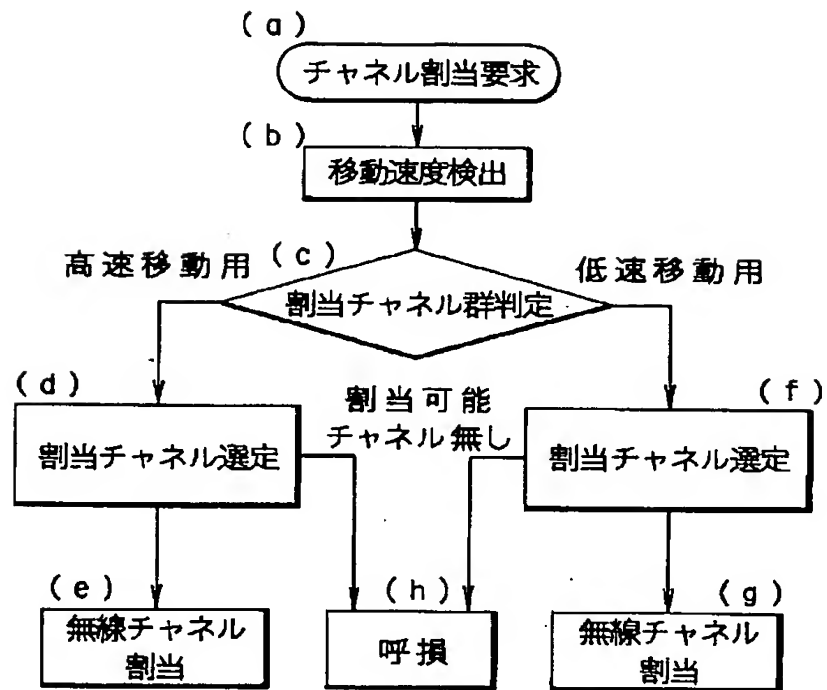 (a)
チャネル割当要求
(b)
移動速度検出
高速移動用
(c)
低速移動用
割当チャネル群判定
(d)
割当可能
チャネル無し
(f)
割当チャネル選定
割当チャネル選定
(e)
(h)
(g)
無線チャネル
割当
呼損
無線チャネル
割当